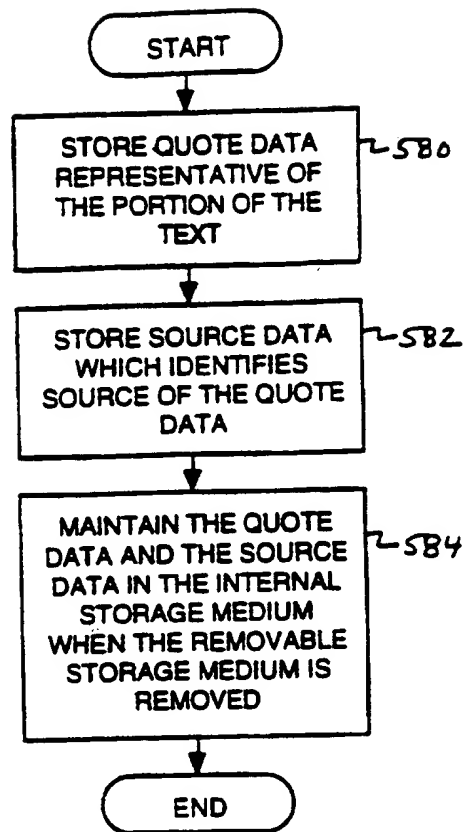 START
STORE QUOTE DATA
REPRESENTATIVE OF
THE PORTION OF THE
TEXT
580
STORE SOURCE DATA
WHICH IDENTIFIES
SOURCE OF THE QUOTE
DATA
582
MAINTAIN THE QUOTE
DATA AND THE SOURCE
DATA IN THE INTERNAL
STORAGE MEDIUM
WHEN THE REMOVABLE
STORAGE MEDIUM IS
REMOVED
584
END